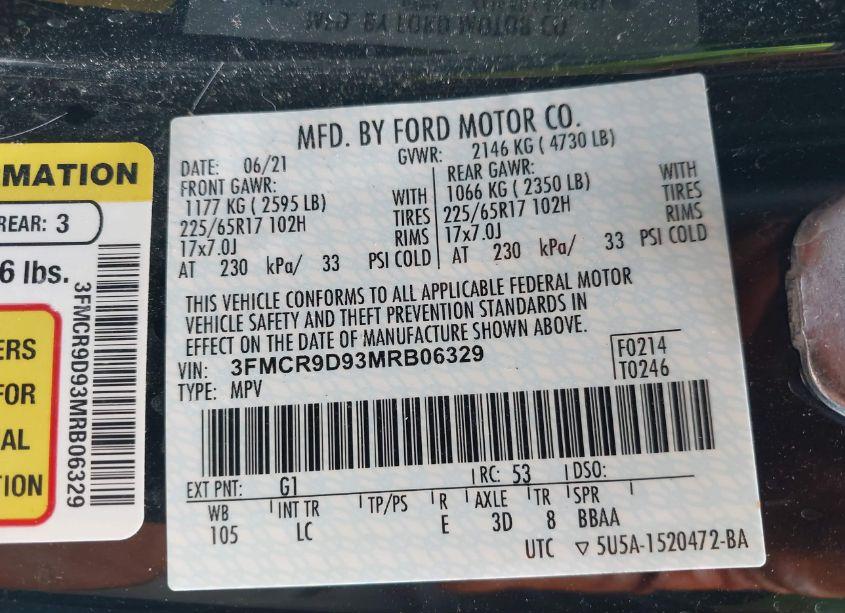 MFD. BY FORD MOTOR CO.
DATE: 06/21 GVWR: 2146 KG ( 4730 LB)
FRONT GAWR: WITH
1177 KG ( 2595 LB) TIRES
225/65R17 102H RIMS
17x7.0J
AT 230 kPa/ 33 PSI COLD
REAR GAWR: WITH
1066 KG ( 2350 LB) TIRES
225/65R17 102H RIMS
17x7.0J
AT 230 kPa/ 33 PSI COLD
THIS VEHICLE CONFORMS TO ALL APPLICABLE FEDERAL MOTOR
VEHICLE SAFETY AND THEFT PREVENTION STANDARDS IN
EFFECT ON THE DATE OF MANUFACTURE SHOWN ABOVE.
VIN: 3FMCR9D93MRB06329
TYPE: MPV
F0214
T0246
EXT PNT: G1 RC: 53 DSO:
WB INT TR TP/PS R AXLE TR SPR
105 LC E 3D 8 BBAA
UTC ▽ 5U5A-1520472-BA
MATION
REAR: 3
6 lbs.
3FMCR9D93MRB06329
ERS
FOR
AL
TION